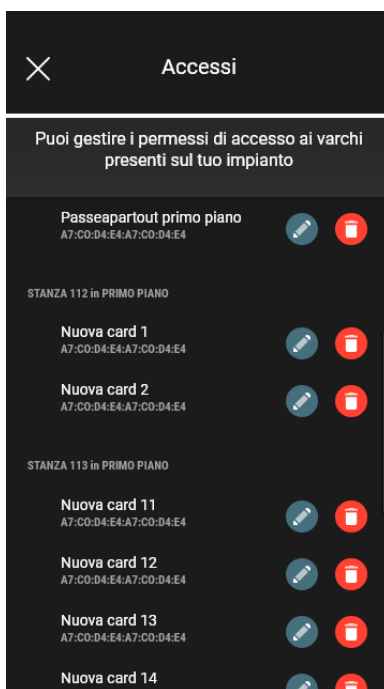 Accessi
Puoi gestire i permessi di accesso ai varchi
presenti sul tuo impianto
Passeapartout primo piano
A7:C0:D4:E4:A7:C0:D4:E4
STANZA 112 in PRIMO PIANO
Nuova card 1
A7:C0:D4:E4:A7:C0:D4:E4
Nuova card 2
A7:C0:D4:E4:A7:C0:D4:E4
STANZA 113 in PRIMO PIANO
Nuova card 11
A7:C0:D4:E4:A7:C0:D4:E4
Nuova card 12
A7:C0:D4:E4:A7:C0:D4:E4
Nuova card 13
A7:C0:D4:E4:A7:C0:D4:E4
Nuova card 14